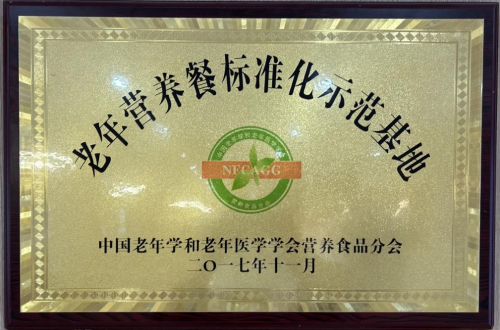 老年营养餐标准化示范基地
NFCAGG
中国老年学和老年医学学会营养食品分会
二〇一七年十一月